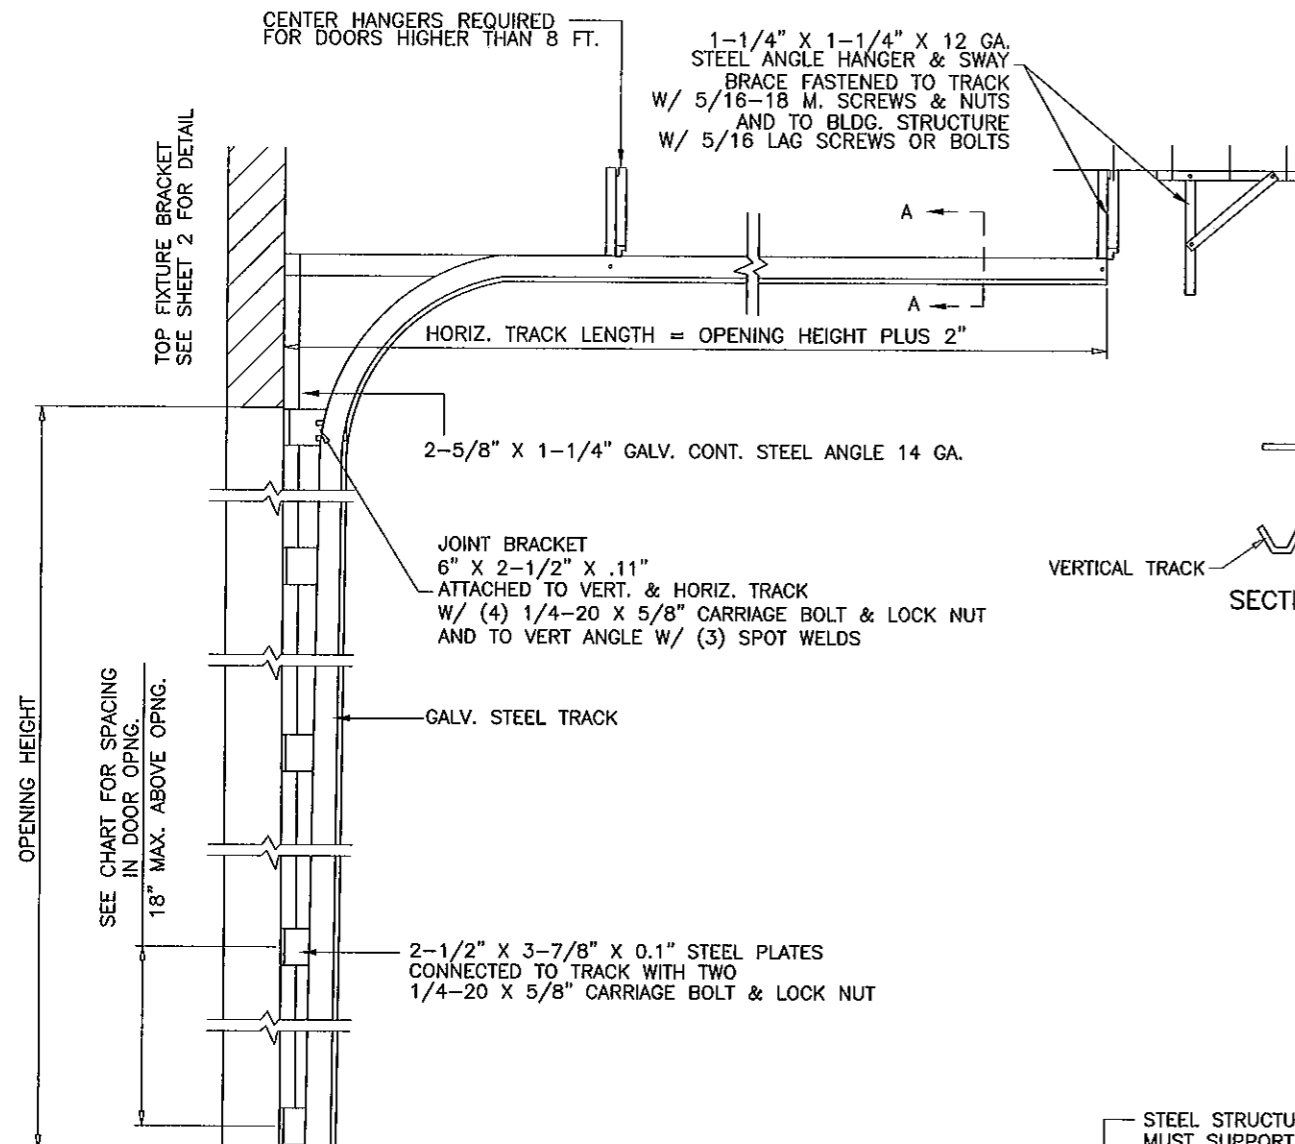 CENTER HANGERS REQUIRED
FOR DOORS HIGHER THAN 8 FT.
1-1/4" X 1-1/4" X 12 GA.
STEEL ANGLE HANGER & SWAY
BRACE FASTENED TO TRACK
W/ 5/16-18 M. SCREWS & NUTS
AND TO BLDG. STRUCTURE
W/ 5/16 LAG SCREWS OR BOLTS
TOP FIXTURE BRACKET
SEE SHEET 2 FOR DETAIL
A
A
HORIZ. TRACK LENGTH = OPENING HEIGHT PLUS 2"
2-5/8" X 1-1/4" GALV. CONT. STEEL ANGLE 14 GA.
JOINT BRACKET
6" X 2-1/2" X .11"
ATTACHED TO VERT. & HORIZ. TRACK
W/ (4) 1/4-20 X 5/8" CARRIAGE BOLT & LOCK NUT
AND TO VERT ANGLE W/ (3) SPOT WELDS
VERTICAL TRACK
SECTI
GALV. STEEL TRACK
OPENING HEIGHT
SEE CHART FOR SPACING
IN DOOR OPNG.
18" MAX. ABOVE OPNG.
2-1/2" X 3-7/8" X 0.1" STEEL PLATES
CONNECTED TO TRACK WITH TWO
1/4-20 X 5/8" CARRIAGE BOLT & LOCK NUT
STEEL STRUCTU
MUST SUPPORT